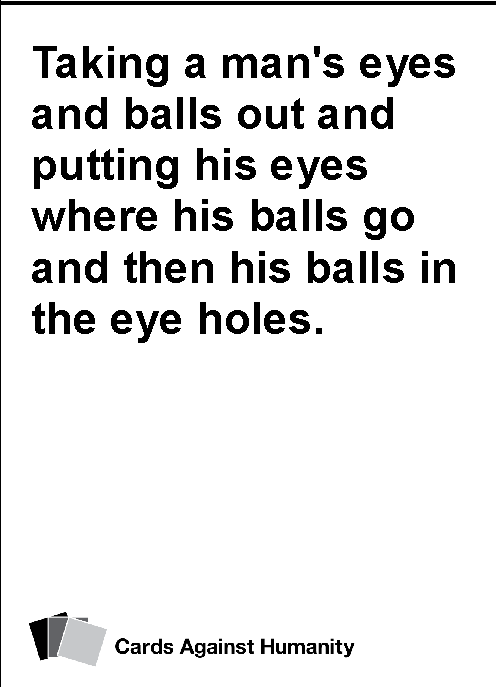 Taking a man's eyes
and balls out and
putting his eyes
where his balls go
and then his balls in
the eye holes.
Cards Against Humanity